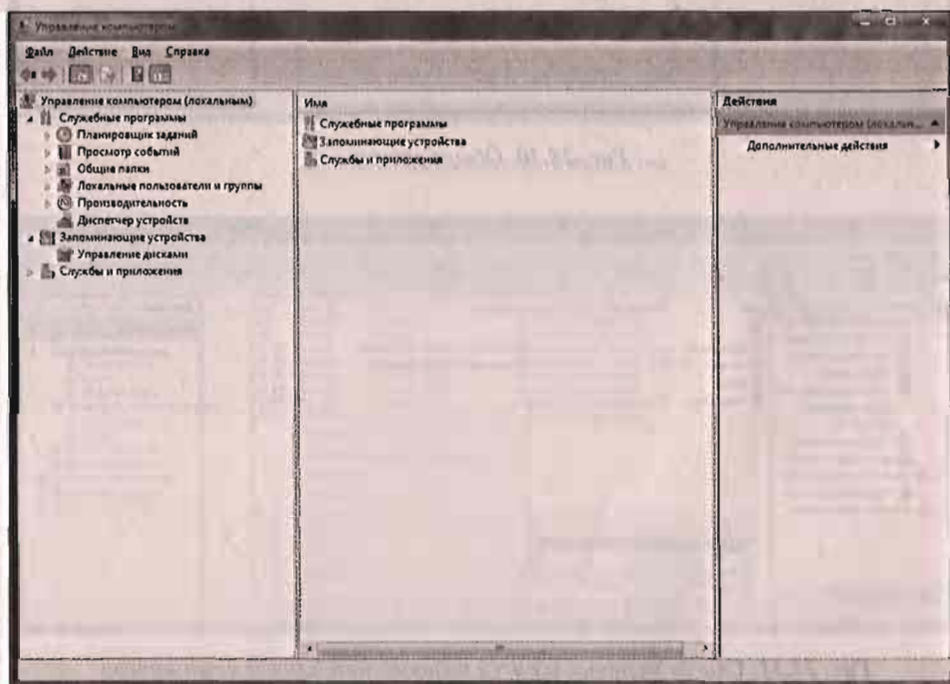 Управление компьютером
Файл Действие Вид Справка
Управление компьютером (локальным)
Служебные программы
Планировщик заданий
Просмотр событий
Общие папки
Локальные пользователи и группы
Производительность
Диспетчер устройств
Запоминающие устройства
Управление дисками
Службы и приложения
Имя
Служебные программы
Запоминающие устройства
Службы и приложения
Действия
Управление компьютером (локальн...
Дополнительные действия